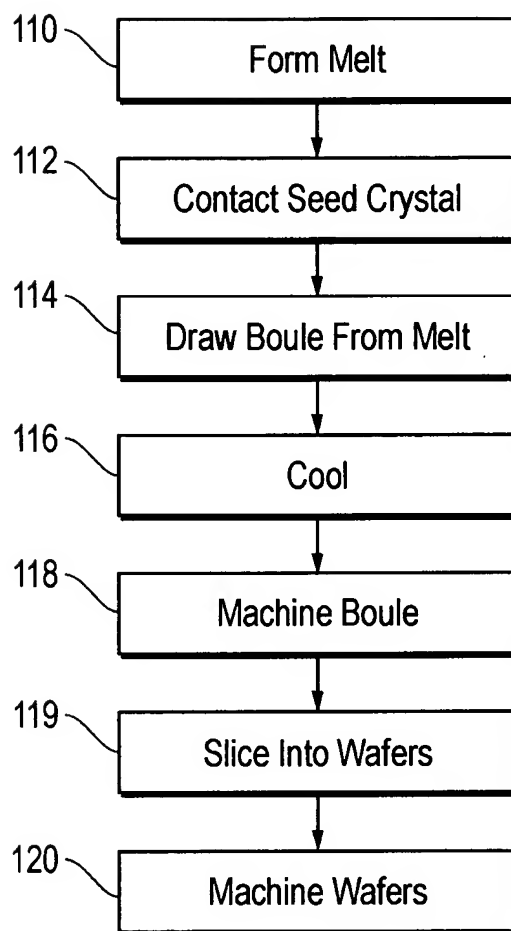 110
Form Melt
112
Contact Seed Crystal
114
Draw Boule From Melt
116
Cool
118
Machine Boule
119
Slice Into Wafers
120
Machine Wafers